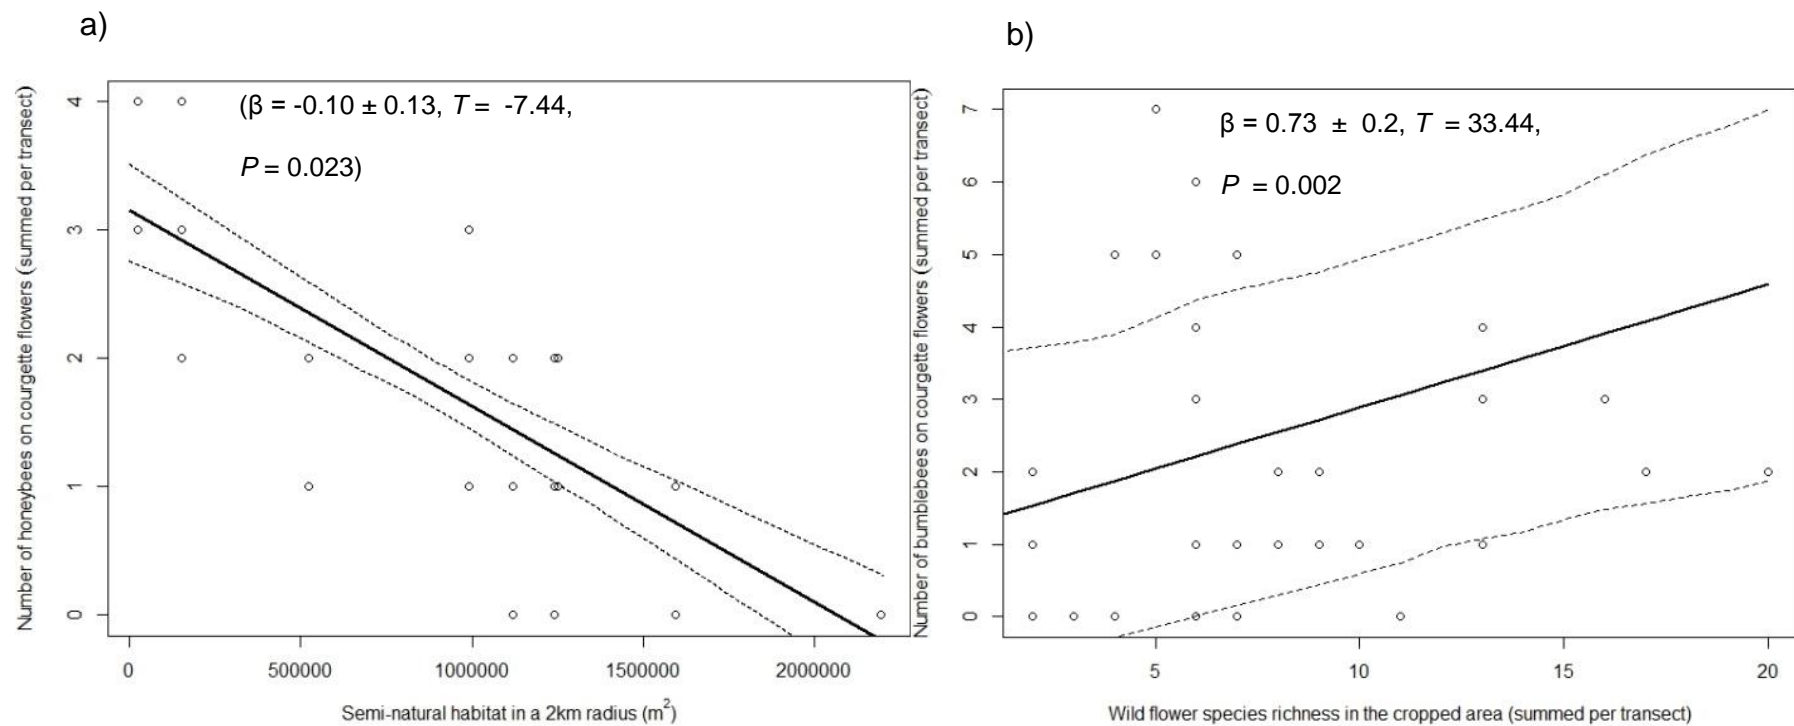 a)
Number of honeybees on courgette flowers (summed per transect)
4
3
2
1
0
(β = -0.10 ± 0.13, T = -7.44,
P = 0.023)
0
500000
1000000
1500000
2000000
Semi-natural habitat in a 2km radius (m²)
b)
Number of bumblebees on courgette flowers (summed per transect)
7
6
5
4
3
2
1
0
β = 0.73 ± 0.2, T = 33.44,
P = 0.002
5
10
15
20
Wild flower species richness in the cropped area (summed per transect)